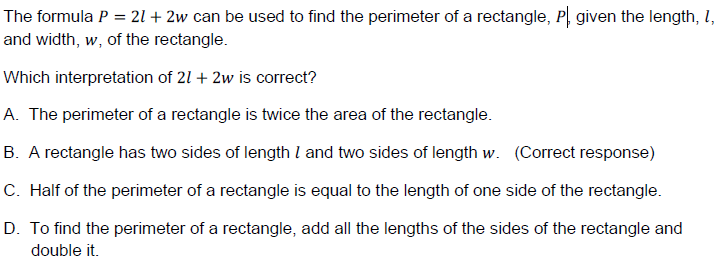 The formula P = 2l + 2w can be used to find the perimeter of a rectangle, P, given the length, l,
and width, w, of the rectangle.
Which interpretation of 2l + 2w is correct?
A. The perimeter of a rectangle is twice the area of the rectangle.
B. A rectangle has two sides of length l and two sides of length w. (Correct response)
C. Half of the perimeter of a rectangle is equal to the length of one side of the rectangle.
D. To find the perimeter of a rectangle, add all the lengths of the sides of the rectangle and
double it.